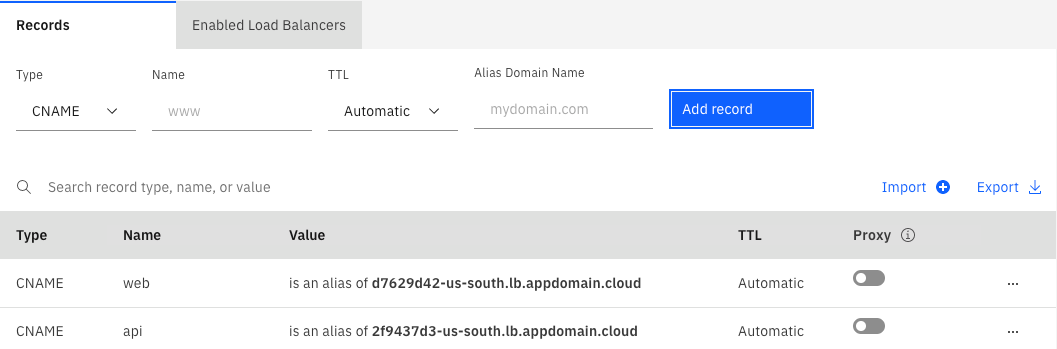 Records Enabled Load Balancers
Type Name TTL Alias Domain Name
CNAME www Automatic mydomain.com Add record
Search record type, name, or value Import Export
Type Name Value TTL Proxy
CNAME web is an alias of d7629d42-us-south.lb.appdomain.cloud Automatic ...
CNAME api is an alias of 2f9437d3-us-south.lb.appdomain.cloud Automatic ...